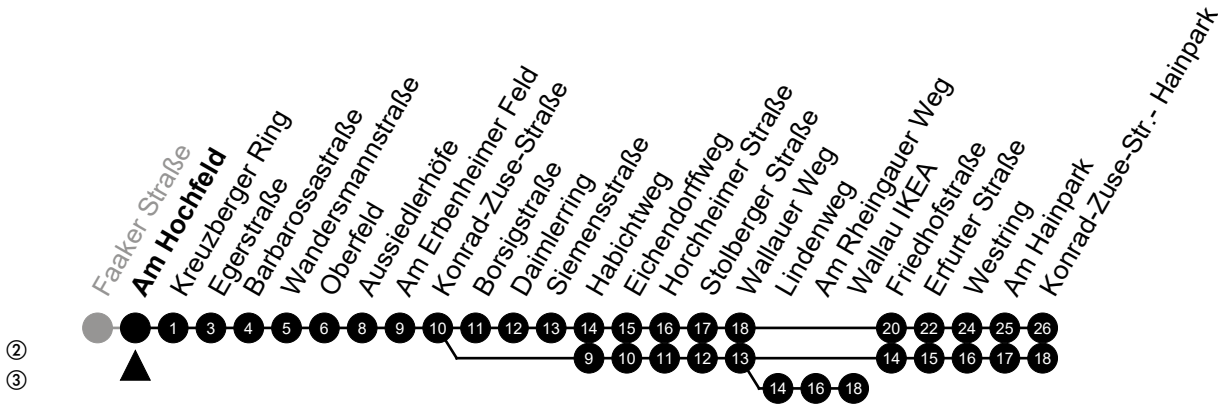 Faaker Straße
Am Hochfeld
Kreuzberger Ring
Egerstraße
Barbarossastraße
Wandersmannstraße
Oberfeld
Aussiedlerhöfe
Am Erbenheimer Feld
Konrad-Zuse-Straße
Borsigstraße
Daimlerring
Siemensstraße
Habichtweg
Eichendorffweg
Horchheimer Straße
Stolberger Straße
Wallauer Weg
Lindenweg
Am Rheingauer Weg
Wallau IKEA
Friedhofstraße
Erfurter Straße
Westring
Am Hainpark
Konrad-Zuse-Str.- Hainpark
1 3 4 5 6 8 9 10 11 12 13 14 15 16 17 18 20 22 24 25 26
② 9 10 11 12 13 14 15 16 17 18
③ 14 16 18